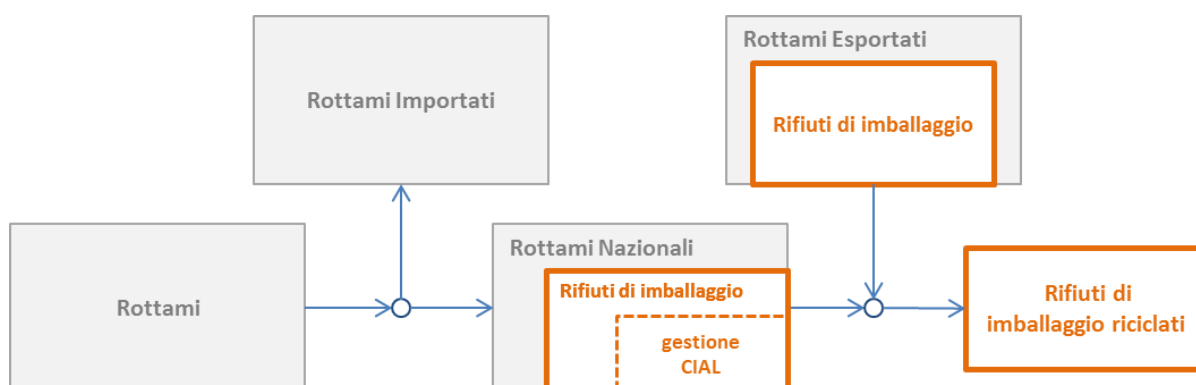 Rottami Esportati
Rottami Importati
Rifiuti di imballaggio
Rottami Nazionali
Rifiuti di imballaggio
Rottami
Rifiuti di
imballaggio riciclati
gestione
CIAL